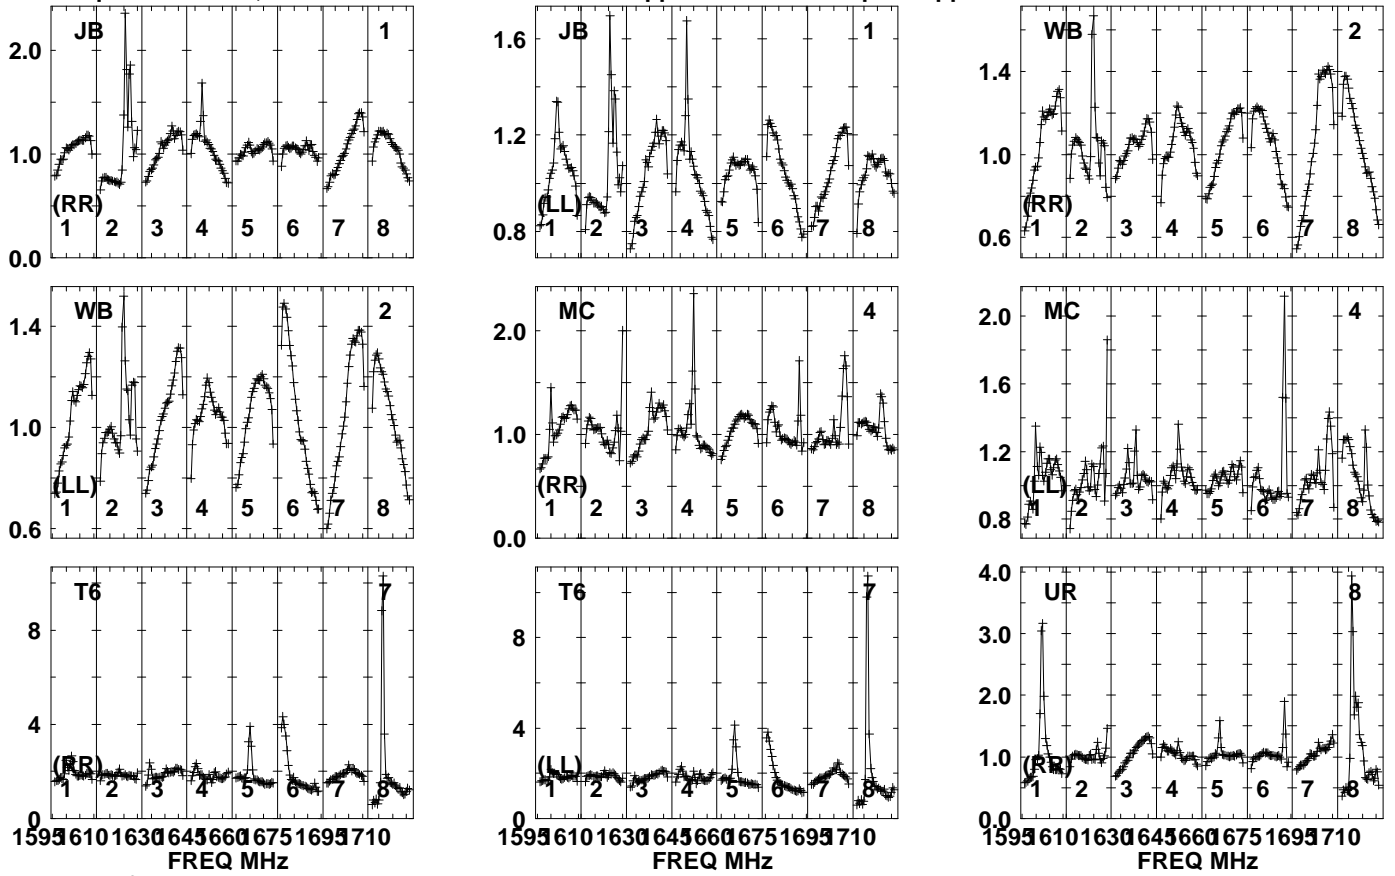 JB 1 JB 1 WB 2
2.0 1.6 1.4
1.0 1.2 1.0
0.0 0.8 0.6
(RR) (LL) (RR)
1 2 3 4 5 6 7 8 1 2 3 4 5 6 7 8 1 2 3 4 5 6 7 8
WB 2 MC 4 MC 4
1.4 2.0 2.0
1.6
1.0 1.0 1.2
0.6 0.0 0.8
(LL) (RR) (LL)
1 2 3 4 5 6 7 8 1 2 3 4 5 6 7 8 1 2 3 4 5 6 7 8
T6 7 T6 7 UR 8
8 8 4.0
3.0
4 4 2.0
1.0
0 0 0.0
(RR) (LL) (RR)
1 2 3 4 5 6 7 8 1 2 3 4 5 6 7 8 1 2 3 4 5 6 7 8
1595 1610 1630 1645 1660 1675 1695 1710 1595 1610 1630 1645 1660 1675 1695 1710 1595 1610 1630 1645 1660 1675 1695 1710
FREQ MHz FREQ MHz FREQ MHz